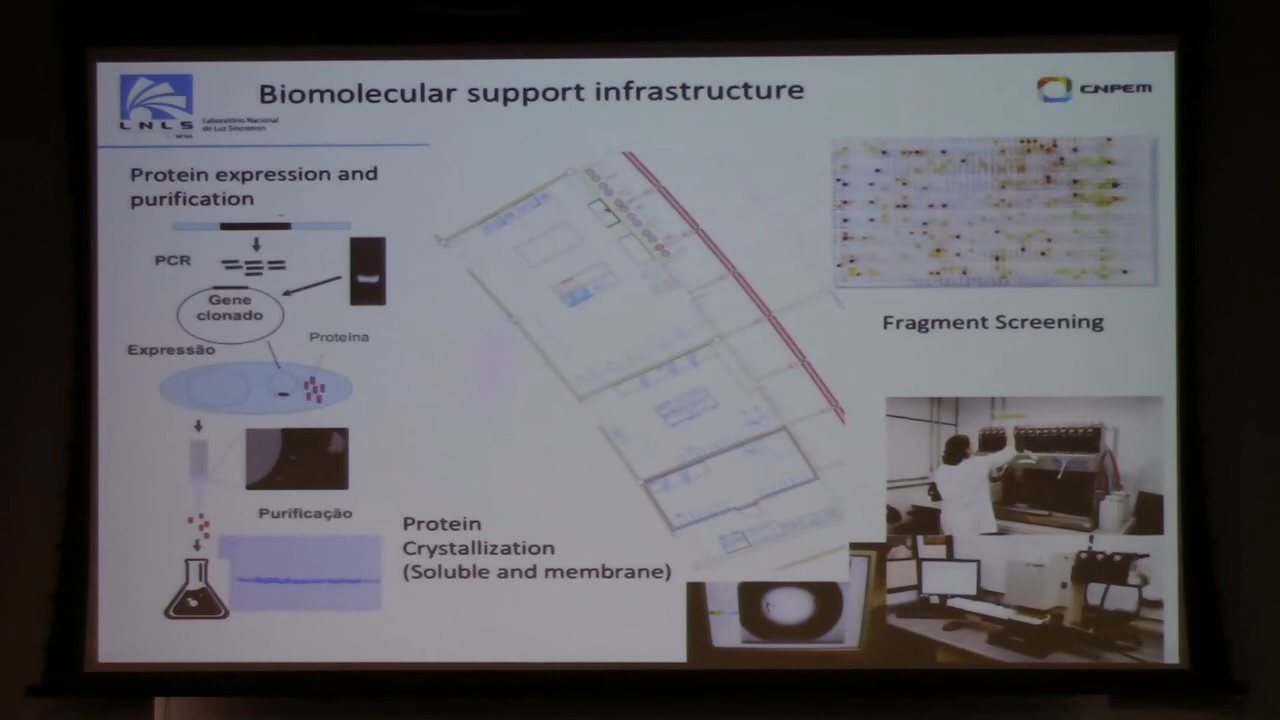 Biomolecular support infrastructure
LNLS
Laboratório Nacional
de Luz Síncrotron
CNPEM
Protein expression and
purification
PCR
Gene
clonado
Proteína
Expressão
Purificação
Protein
Crystallization
(Soluble and membrane)
Fragment Screening